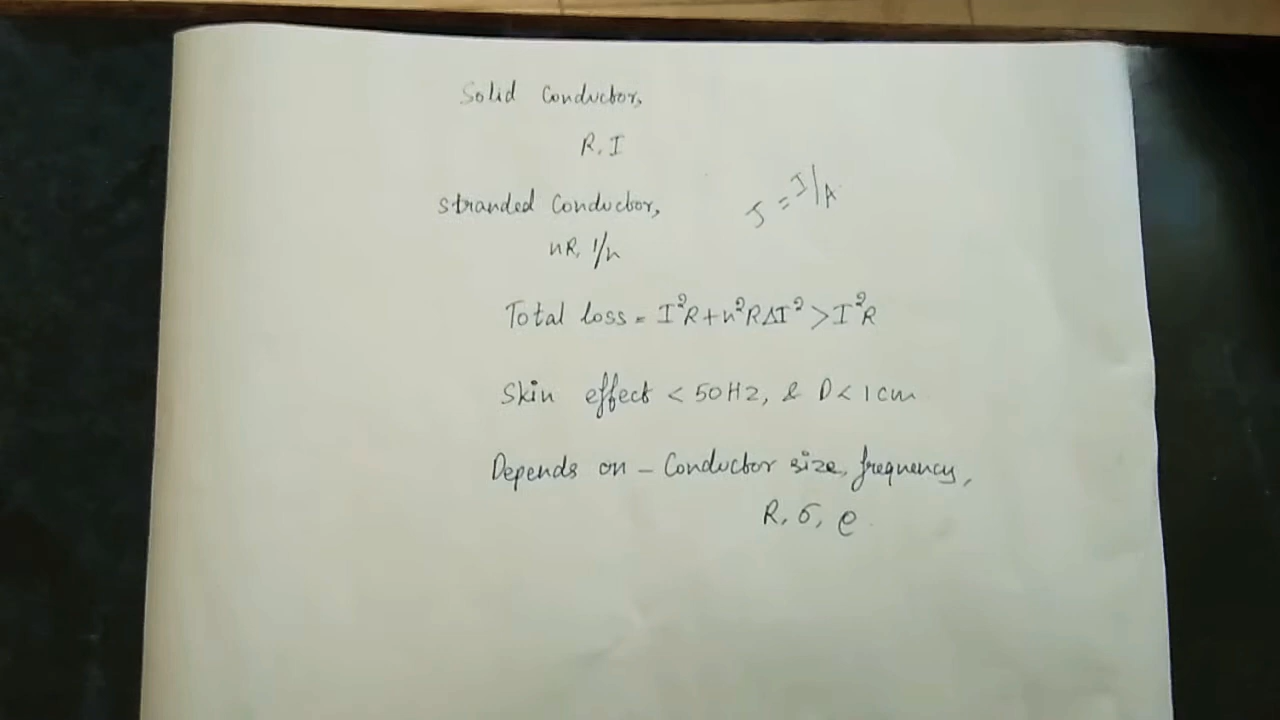 Solid Conductor,
R, I
Stranded Conductor,
J = I/A
nR, I/n
Total loss = I²R + n²RΔI² > I²R
Skin effect < 50Hz, & D < 1cm
Depends on - Conductor size, frequency,
R, σ, ρ